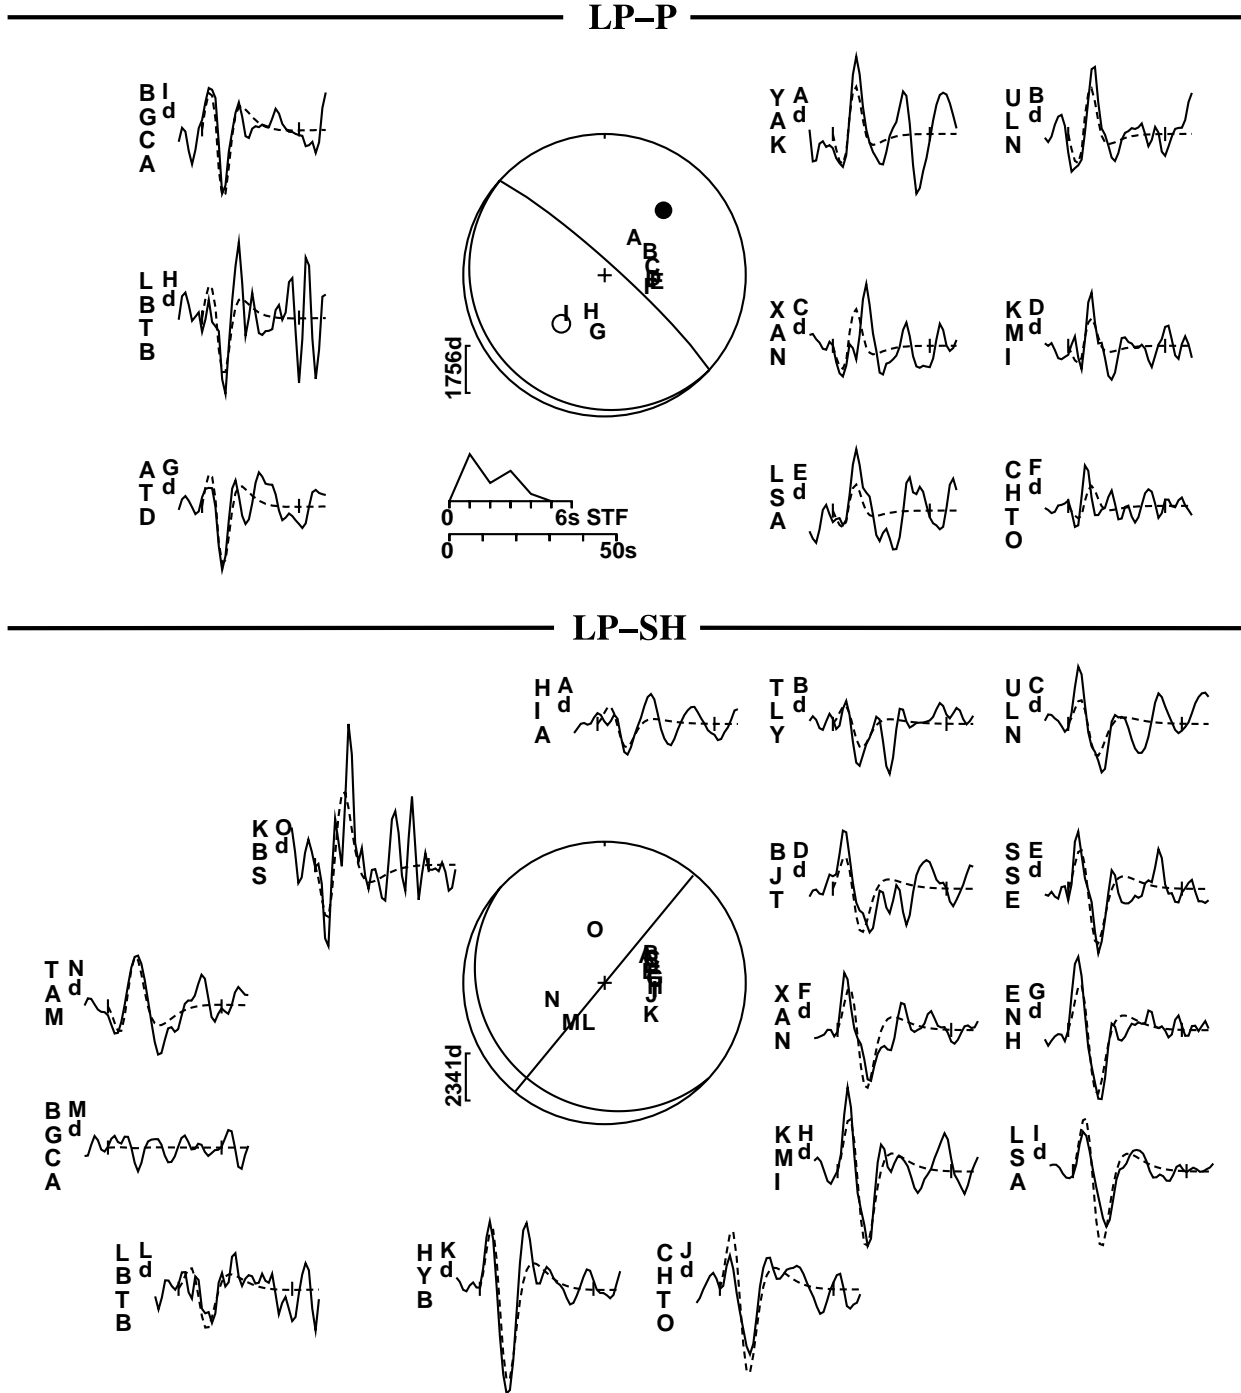 LP–P
BGCA I d
YAK A d
ULN B d
A
B
C
E
F
I H
G
LBTB H d
XAN C d
KMI D d
1756d
ATD G d
LSA E d
CHTO F d
0 6s STF
0 50s
LP–SH
HIA A d
TLY B d
ULN C d
KBS O d
BJT D d
SSE E d
O
B
A
E
H
J
N
K
ML
TAM N d
XAN F d
ENH G d
2341d
BGCA M d
KMI H d
LSA I d
LBTB L d
HYB K d
CHTO J d